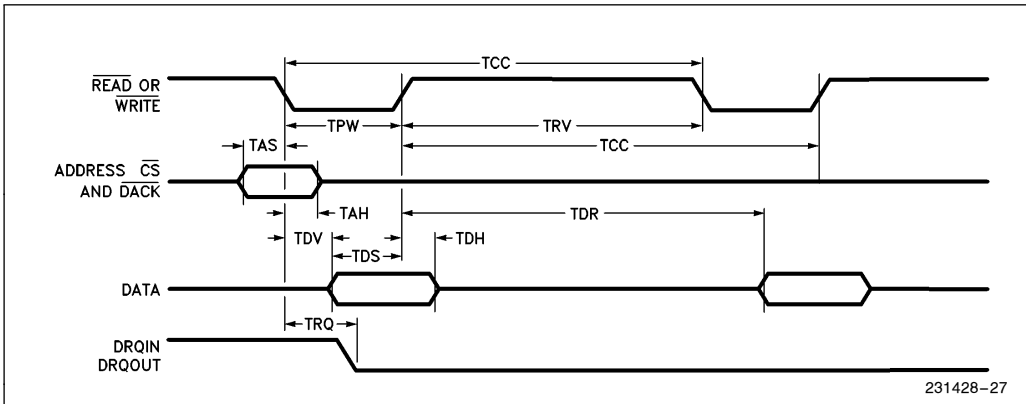 TCC
READ OR
WRITE
TPW
TRV
TAS
TCC
ADDRESS CS
AND DACK
TAH
TDR
TDV
TDH
TDS
DATA
TRQ
DRQIN
DRQOUT
231428-27